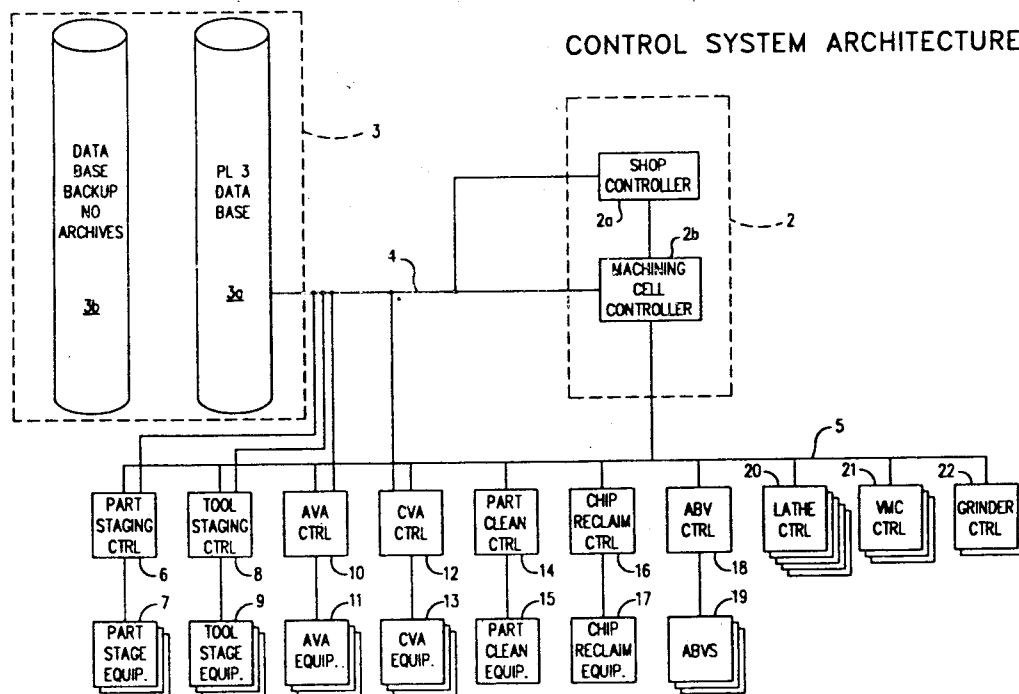 CONTROL SYSTEM ARCHITECTURE
DATA
BASE
BACKUP
NO
ARCHIVES
3b
PL 3
DATA
BASE
3a
3
SHOP
CONTROLLER
2a
2b
MACHINING
CELL
CONTROLLER
2
4
5
PART
STAGING
CTRL
6
TOOL
STAGING
CTRL
8
AVA
CTRL
10
CVA
CTRL
12
PART
CLEAN
CTRL
14
CHIP
RECLAIM
CTRL
16
ABV
CTRL
18
20
LATHE
CTRL
21
VMC
CTRL
22
GRINDER
CTRL
7
PART
STAGE
EQUIP.
9
TOOL
STAGE
EQUIP.
11
AVA
EQUIP..
13
CVA
EQUIP.
15
PART
CLEAN
EQUIP.
17
CHIP
RECLAIM
EQUIP.
19
ABVS